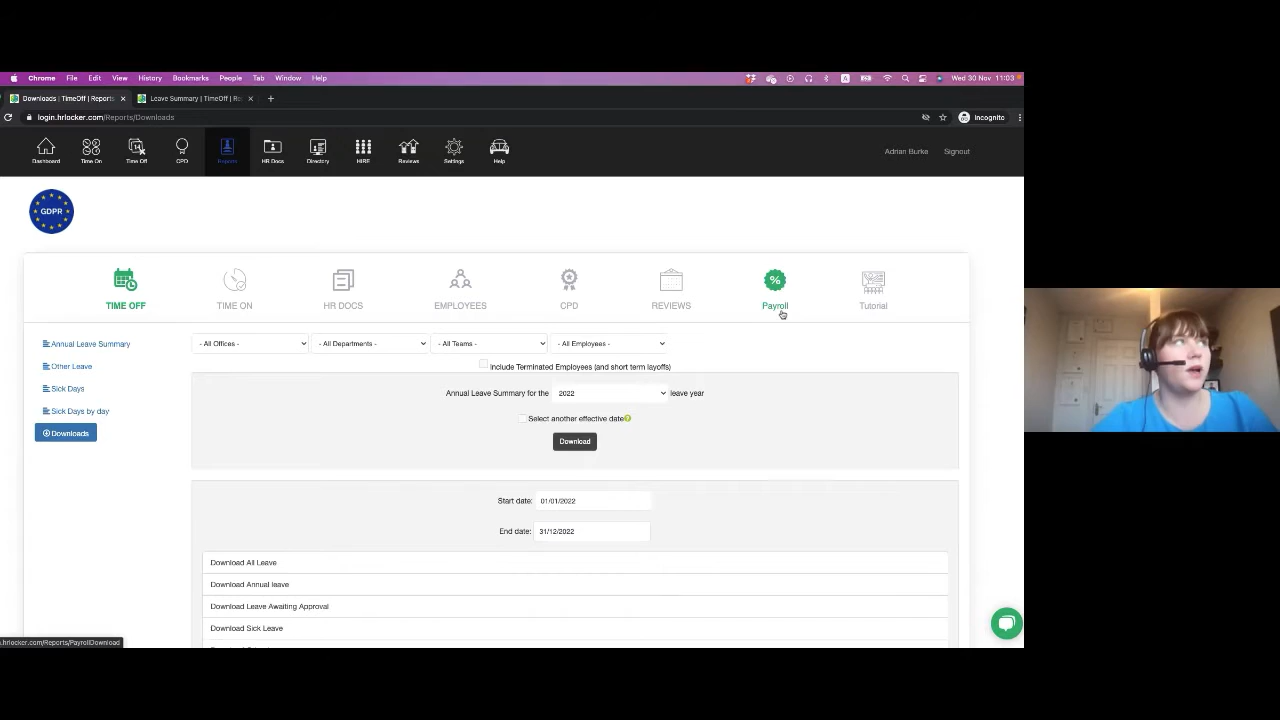 Chrome File Edit View History Bookmarks People Tab Window Help Wed 30 Nov 11:03
Downloads | TimeOff | Reports Leave Summary | TimeOff | Re
login.hrlocker.com/Reports/Downloads Incognito
Dashboard Time On Time Off CPD Reports HR Docs Directory HIRE Reviews Settings Help Adrian Burke Signout
GDPR
TIME OFF TIME ON HR DOCS EMPLOYEES CPD REVIEWS Payroll Tutorial
Annual Leave Summary
Other Leave
Sick Days
Sick Days by day
Downloads
- All Offices - - All Departments - - All Teams - - All Employees -
Include Terminated Employees (and short term layoffs)
Annual Leave Summary for the 2022 leave year
Select another effective date
Download
Start date: 01/01/2022
End date: 31/12/2022
Download All Leave
Download Annual leave
Download Leave Awaiting Approval
Download Sick Leave
n.hrlocker.com/Reports/PayrollDownload